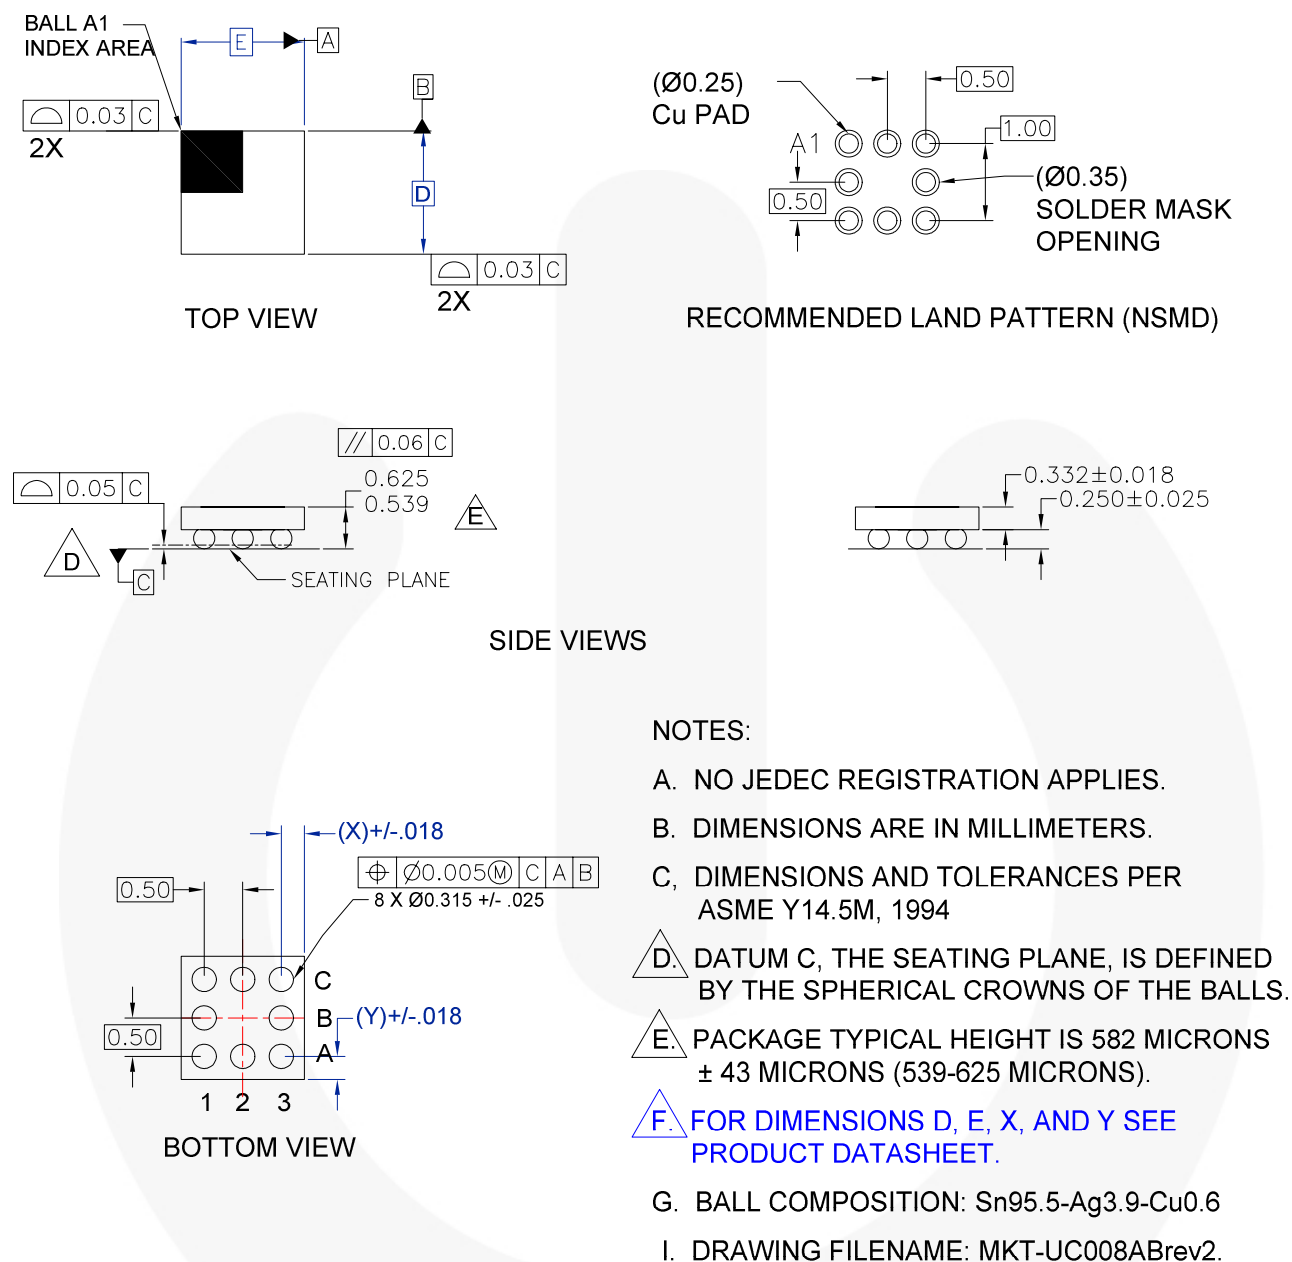 BALL A1
INDEX AREA
E
A
B
0.03 C
2X
D
0.03 C
2X
TOP VIEW
(Ø0.25)
Cu PAD
0.50
1.00
A1
0.50
(Ø0.35)
SOLDER MASK
OPENING
RECOMMENDED LAND PATTERN (NSMD)
// 0.06 C
0.625
0.539
E
0.05 C
D
C
SEATING PLANE
0.332±0.018
0.250±0.025
SIDE VIEWS
(X)+/-.018
0.50
⌖ Ø0.005Ⓜ C A B
8 X Ø0.315 +/- .025
C
B
A
(Y)+/-.018
0.50
1 2 3
BOTTOM VIEW
NOTES:
A. NO JEDEC REGISTRATION APPLIES.
B. DIMENSIONS ARE IN MILLIMETERS.
C, DIMENSIONS AND TOLERANCES PER
ASME Y14.5M, 1994
D. DATUM C, THE SEATING PLANE, IS DEFINED
BY THE SPHERICAL CROWNS OF THE BALLS.
E. PACKAGE TYPICAL HEIGHT IS 582 MICRONS
± 43 MICRONS (539-625 MICRONS).
F. FOR DIMENSIONS D, E, X, AND Y SEE
PRODUCT DATASHEET.
G. BALL COMPOSITION: Sn95.5-Ag3.9-Cu0.6
I. DRAWING FILENAME: MKT-UC008ABrev2.